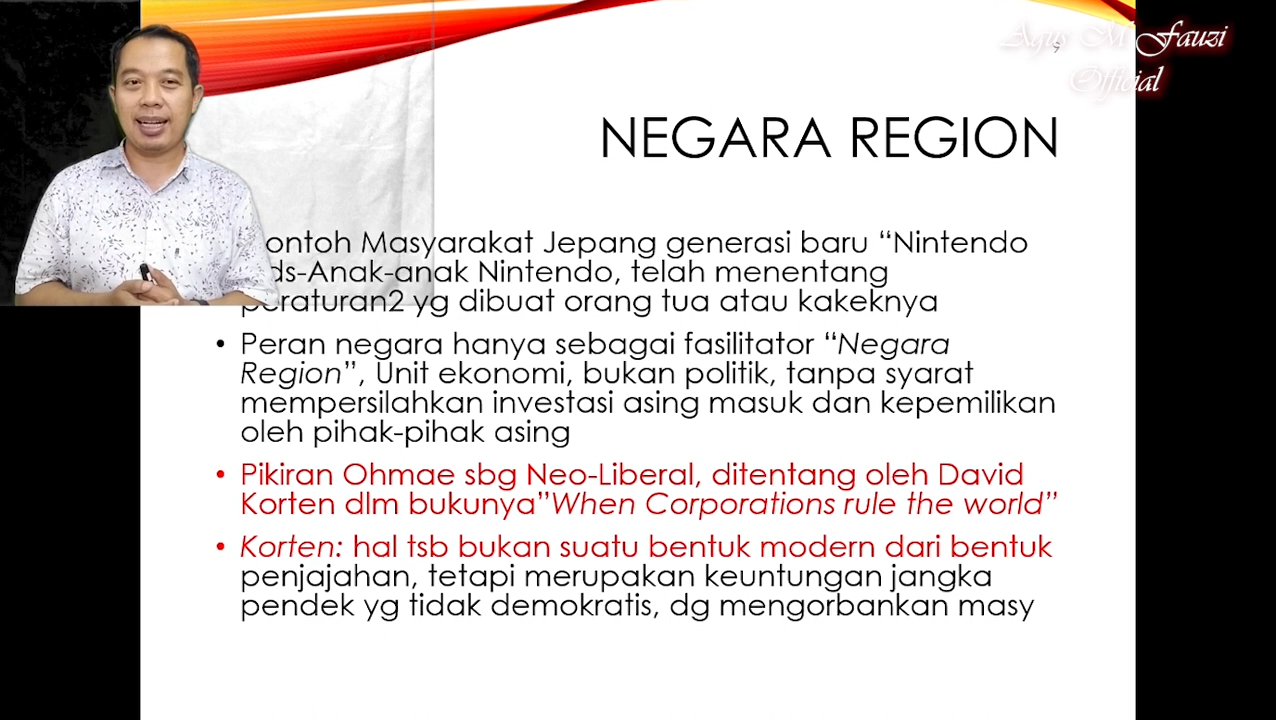 Agus M Fauzi
Official
7
NEGARA REGION
ontoh Masyarakat Jepang generasi baru “Nintendo
ds-Anak-anak Nintendo, telah menentang
peraturan2 yg dibuat orang tua atau kakeknya
• Peran negara hanya sebagai fasilitator “Negara
Region”, Unit ekonomi, bukan politik, tanpa syarat
mempersilahkan investasi asing masuk dan kepemilikan
oleh pihak-pihak asing
• Pikiran Ohmae sbg Neo-Liberal, ditentang oleh David
Korten dlm bukunya”When Corporations rule the world”
• Korten: hal tsb bukan suatu bentuk modern dari bentuk
penjajahan, tetapi merupakan keuntungan jangka
pendek yg tidak demokratis, dg mengorbankan masy